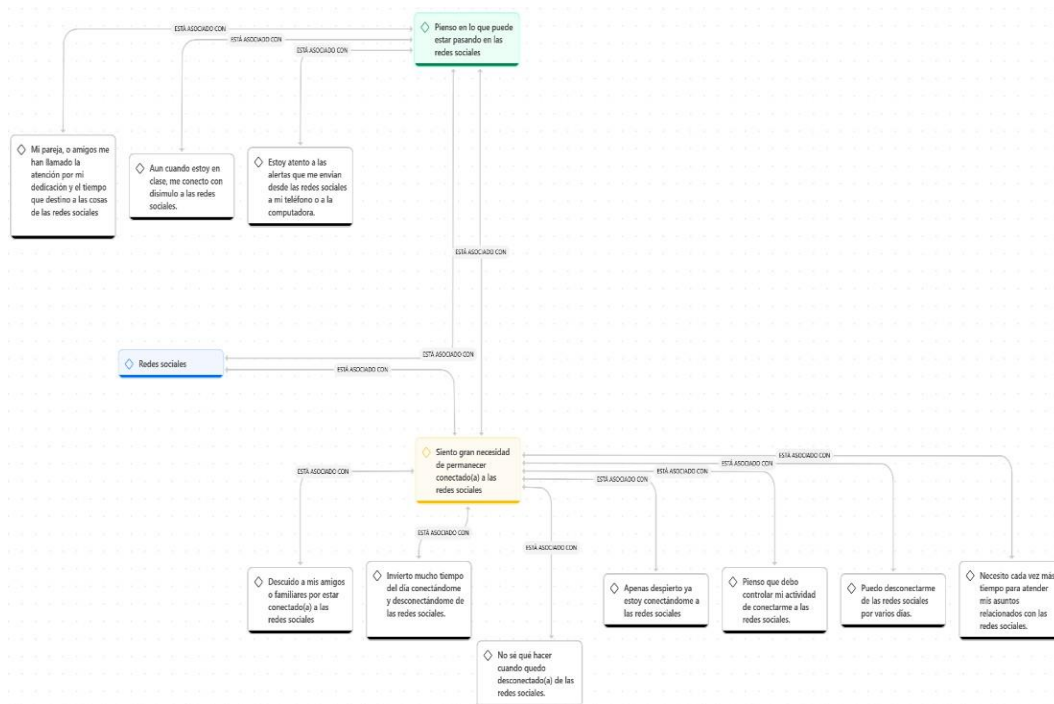 Pienso en lo que puede
estar pasando en las
redes sociales
ESTÁ ASOCIADO CON
ESTÁ ASOCIADO CON
ESTÁ ASOCIADO CON
Mi pareja, o amigos me
han llamado la
atención por mi
dedicación y el tiempo
que destino a las cosas
de las redes sociales
Aun cuando estoy en
clase, me conecto con
disimulo a las redes
sociales.
Estoy atento a las
alertas que me envían
desde las redes sociales
a mi teléfono o a la
computadora.
ESTÁ ASOCIADO CON
Redes sociales
ESTÁ ASOCIADO CON
ESTÁ ASOCIADO CON
Siento gran necesidad
de permanecer
conectado(a) a las
redes sociales
ESTÁ ASOCIADO CON
ESTÁ ASOCIADO CON
ESTÁ ASOCIADO CON
ESTÁ ASOCIADO CON
ESTÁ ASOCIADO CON
ESTÁ ASOCIADO CON
ESTÁ ASOCIADO CON
Descuido a mis amigos
o familiares por estar
conectado(a) a las
redes sociales
Invierto mucho tiempo
del día conectándome
y desconectándome de
las redes sociales.
No sé qué hacer
cuando quedo
desconectado(a) de las
redes sociales.
Apenas despierto ya
estoy conectándome a
las redes sociales
Pienso que debo
controlar mi actividad
de conectarme a las
redes sociales.
Puedo desconectarme
de las redes sociales
por varios días.
Necesito cada vez más
tiempo para atender
mis asuntos
relacionados con las
redes sociales.